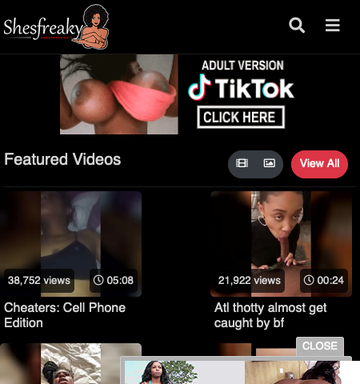 Shesfreaky
ADULT VERSION
TikTok
CLICK HERE
Featured Videos
View All
38,752 views
05:08
21,922 views
00:24
Cheaters: Cell Phone
Edition
Atl thotty almost get
caught by bf
CLOSE